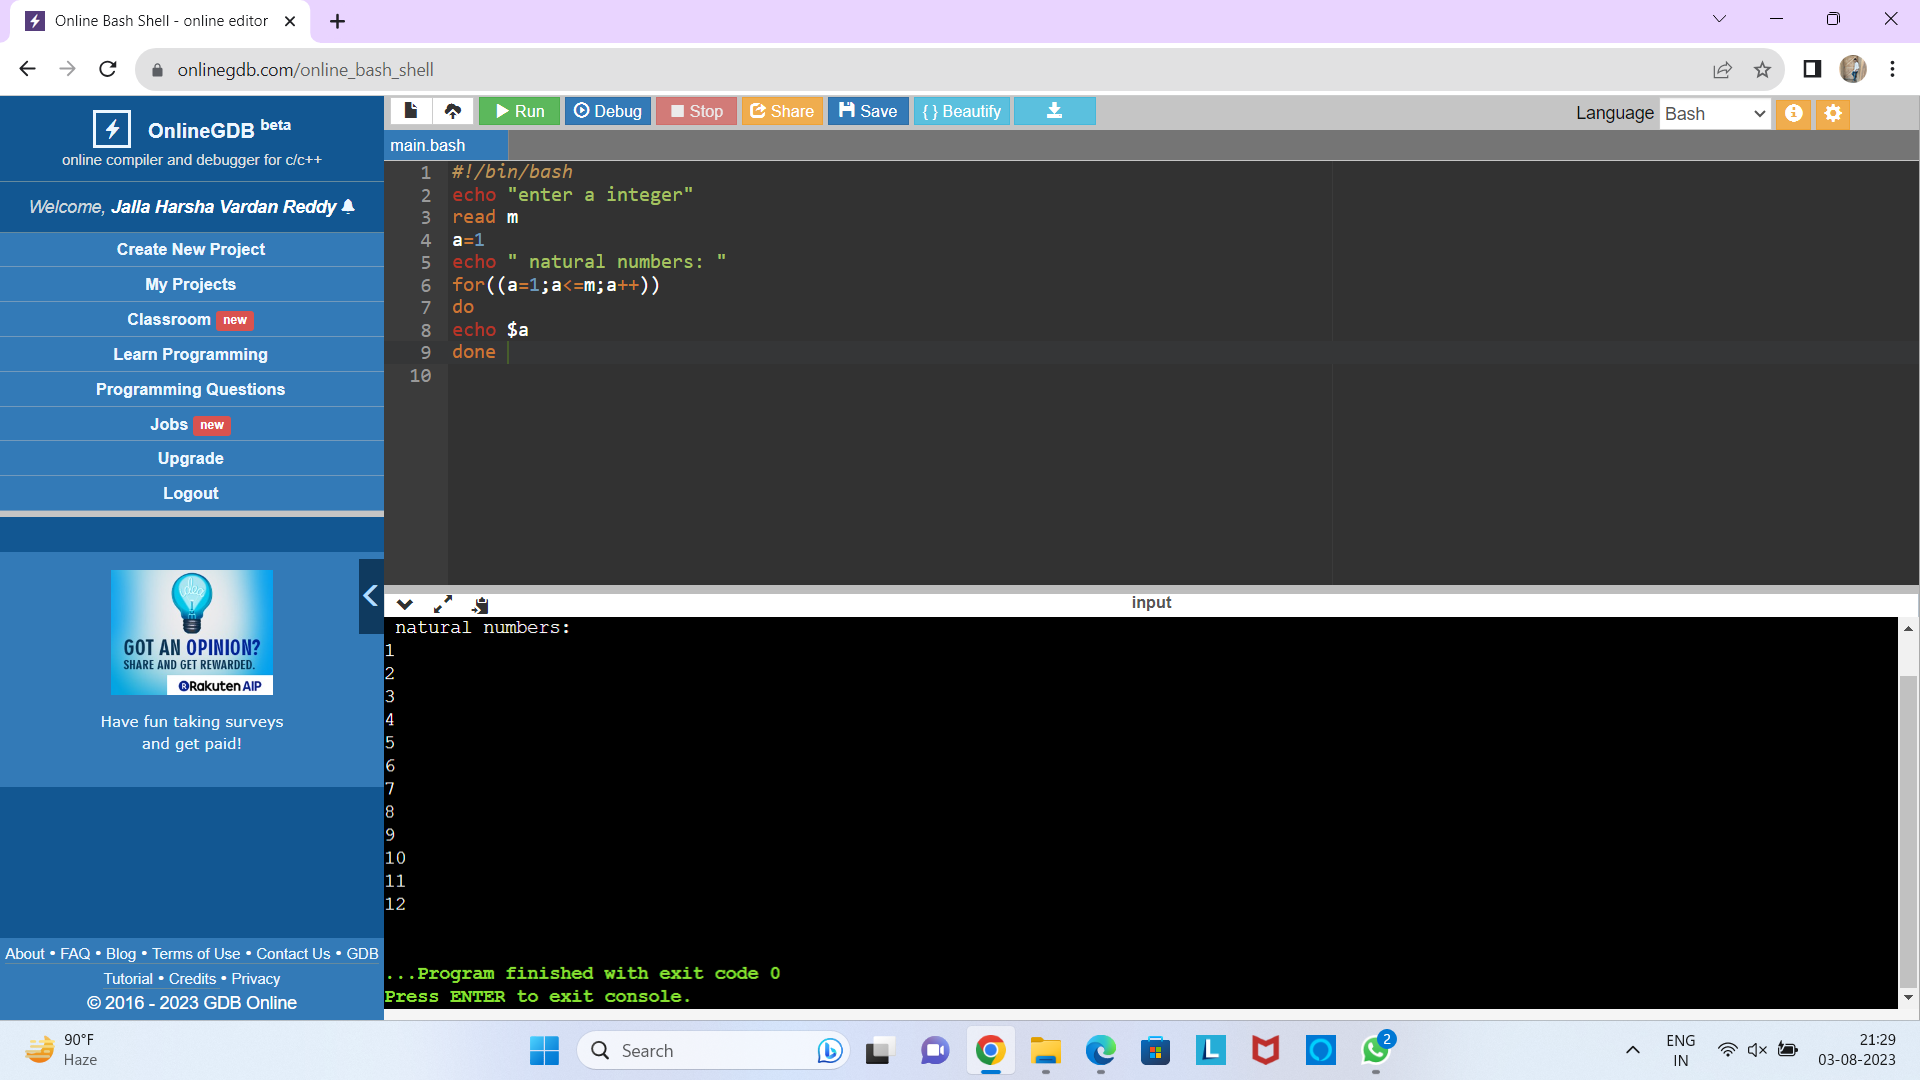 Online Bash Shell - online editor
onlinegdb.com/online_bash_shell
OnlineGDB beta
online compiler and debugger for c/c++
Welcome, Jalla Harsha Vardan Reddy
Create New Project
My Projects
Classroom new
Learn Programming
Programming Questions
Jobs new
Upgrade
Logout
GOT AN OPINION?
SHARE AND GET REWARDED.
Rakuten AIP
Have fun taking surveys
and get paid!
About • FAQ • Blog • Terms of Use • Contact Us • GDB
Tutorial • Credits • Privacy
© 2016 - 2023 GDB Online
Run Debug Stop Share Save { } Beautify
Language Bash
main.bash
1 #!/bin/bash
2 echo "enter a integer"
3 read m
4 a=1
5 echo " natural numbers: "
6 for((a=1;a<=m;a++))
7 do
8 echo $a
9 done
10
input
natural numbers:
1
2
3
4
5
6
7
8
9
10
11
12
...Program finished with exit code 0
Press ENTER to exit console.
90°F
Haze
Search
2
ENG
IN
21:29
03-08-2023